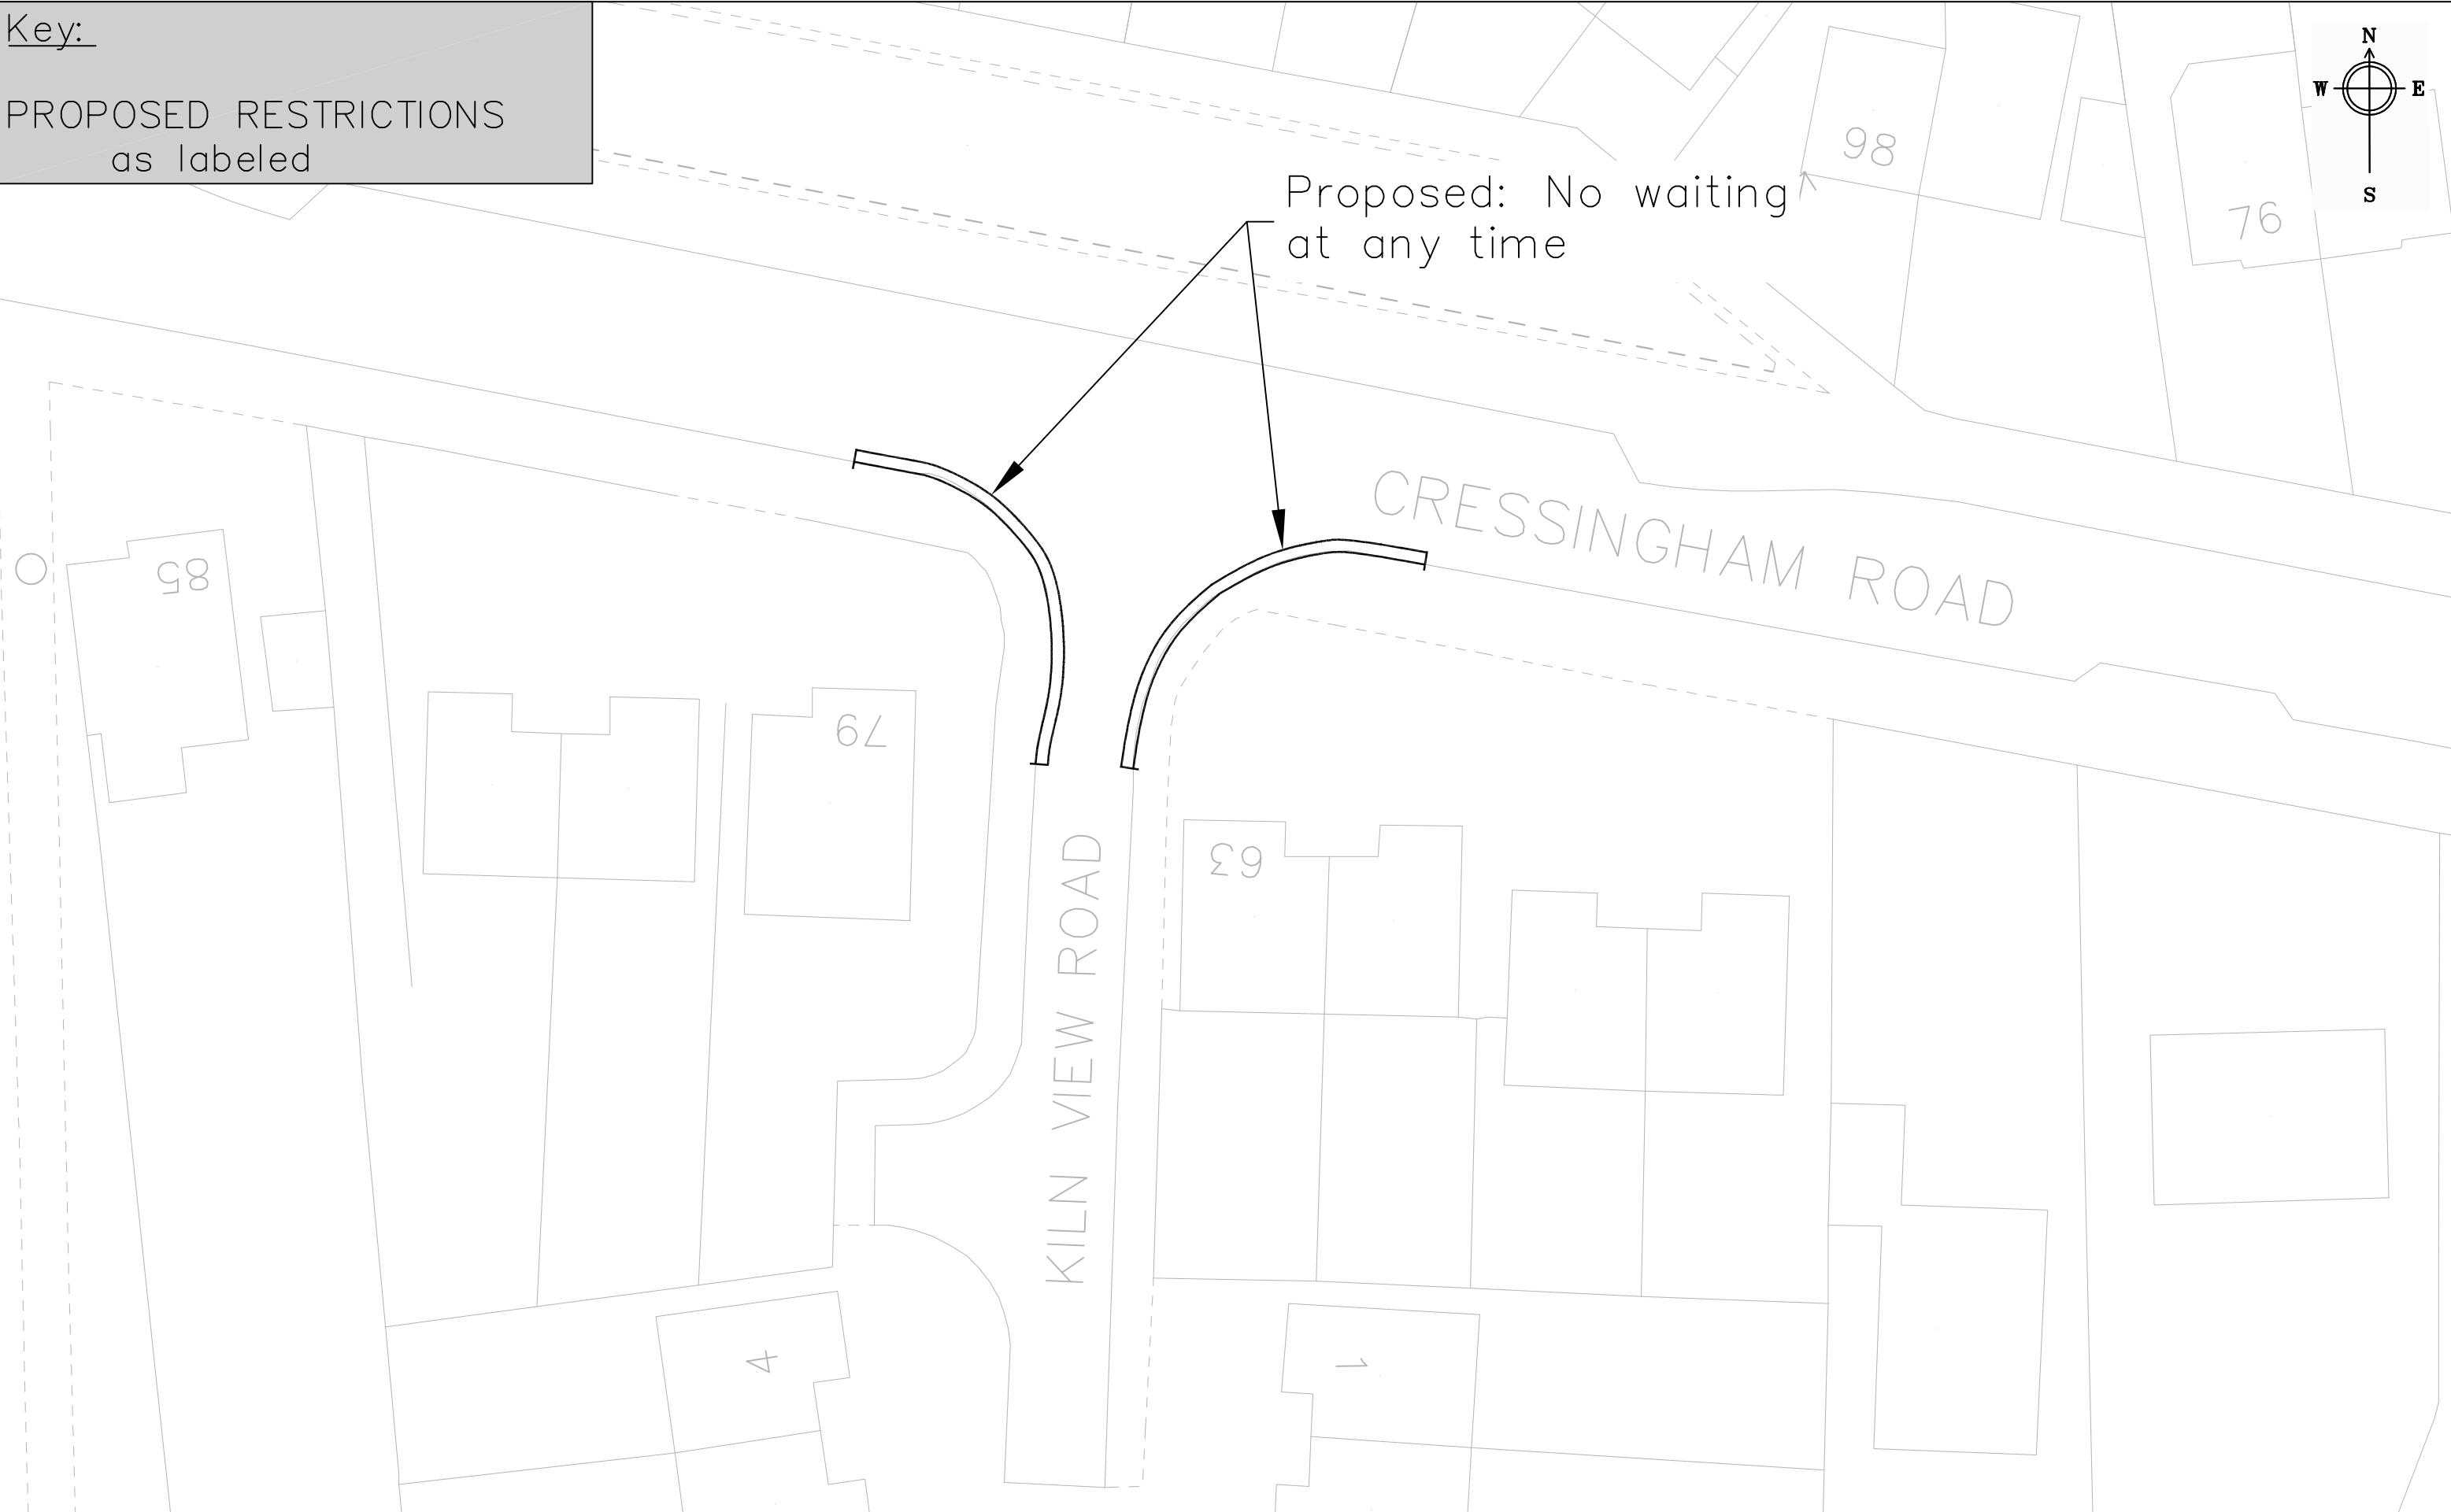 Key:
PROPOSED RESTRICTIONS
as labeled
N
W E
S
98
76
Proposed: No waiting
at any time
CRESSINGHAM ROAD
85
79
63
KILN VIEW ROAD
4
1